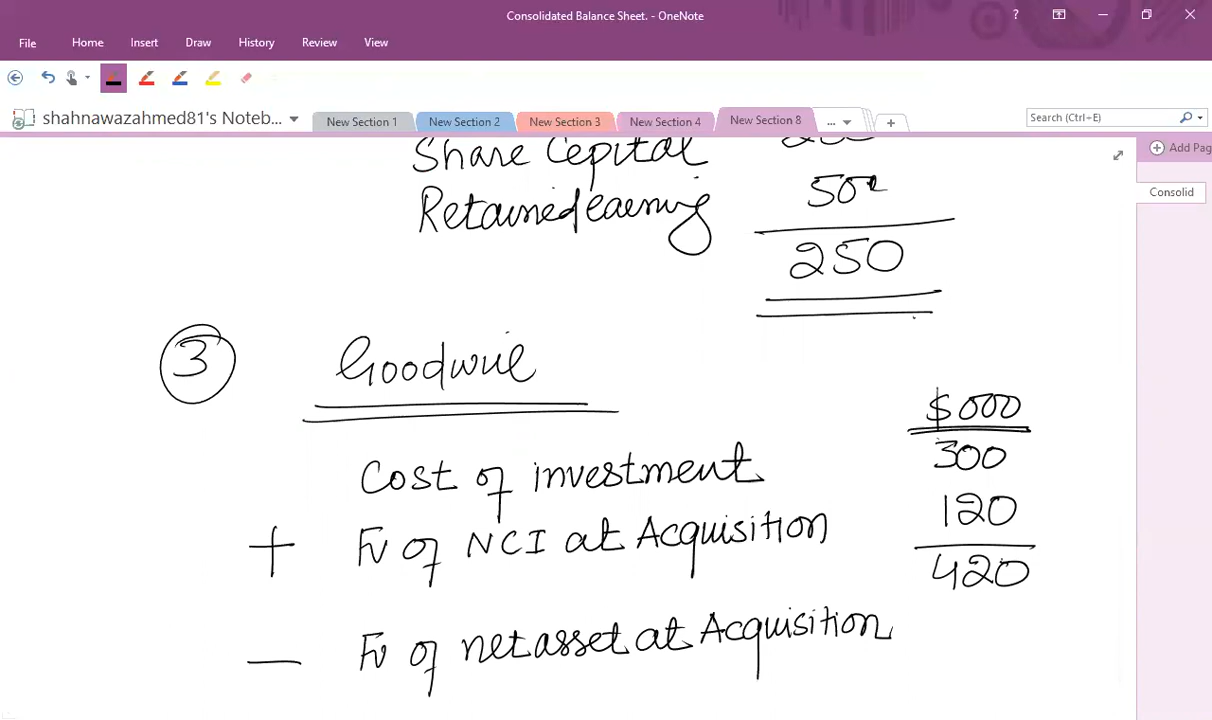 Consolidated Balance Sheet. - OneNote
?
File Home Insert Draw History Review View
shahnawazahmed81's Noteb... New Section 1 New Section 2 New Section 3 New Section 4 New Section 8 ... + Search (Ctrl+E)
Add Pag
Consolid
Share Capital
Retained earning 50
250
3 Goodwill
$000
Cost of investment 300
+ Fv of NCI at Acquisition 120
420
— Fv of net asset at Acquisition